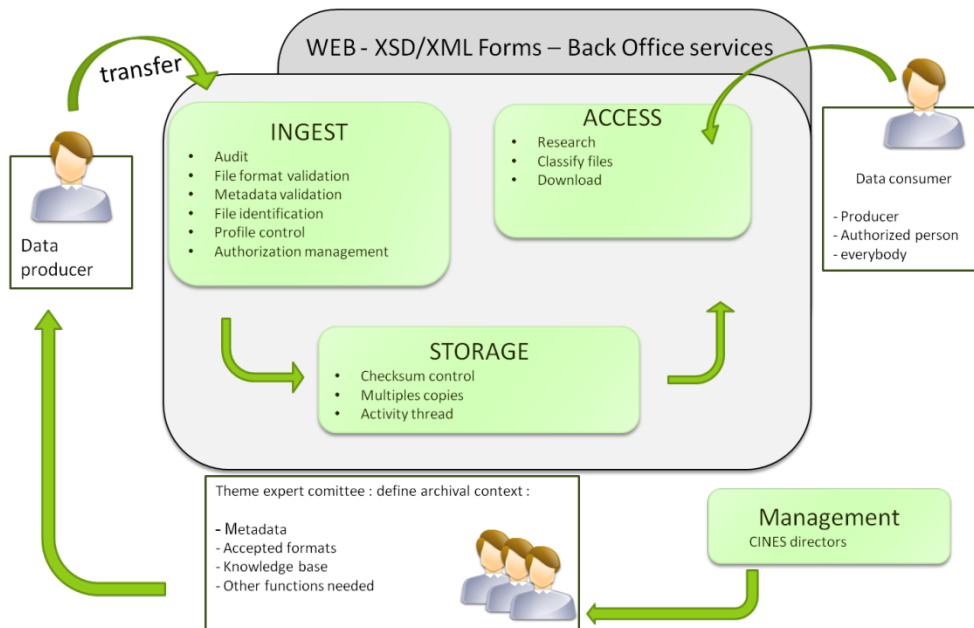 WEB - XSD/XML Forms – Back Office services
transfer
INGEST
• Audit
• File format validation
• Metadata validation
• File identification
• Profile control
• Authorization management
ACCESS
• Research
• Classify files
• Download
Data
producer
Data consumer
- Producer
- Authorized person
- everybody
STORAGE
• Checksum control
• Multiples copies
• Activity thread
Theme expert comittee : define archival context :
- Metadata
- Accepted formats
- Knowledge base
- Other functions needed
Management
CINES directors